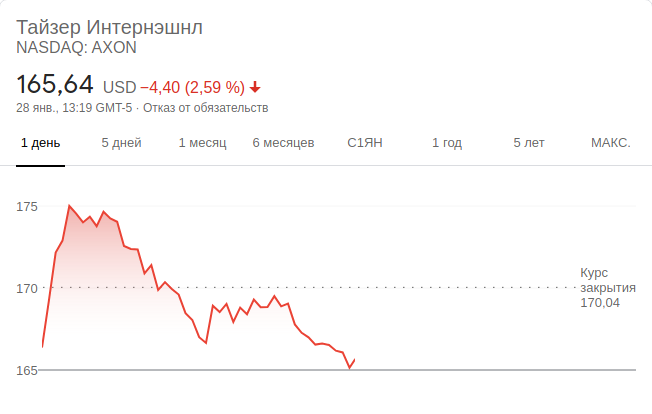 Тайзер Интернэшнл
NASDAQ: AXON
165,64 USD −4,40 (2,59 %)
28 янв., 13:19 GMT-5 · Отказ от обязательств
1 день 5 дней 1 месяц 6 месяцев С1ЯН 1 год 5 лет МАКС.
175
170
Курс
закрытия
170,04
165